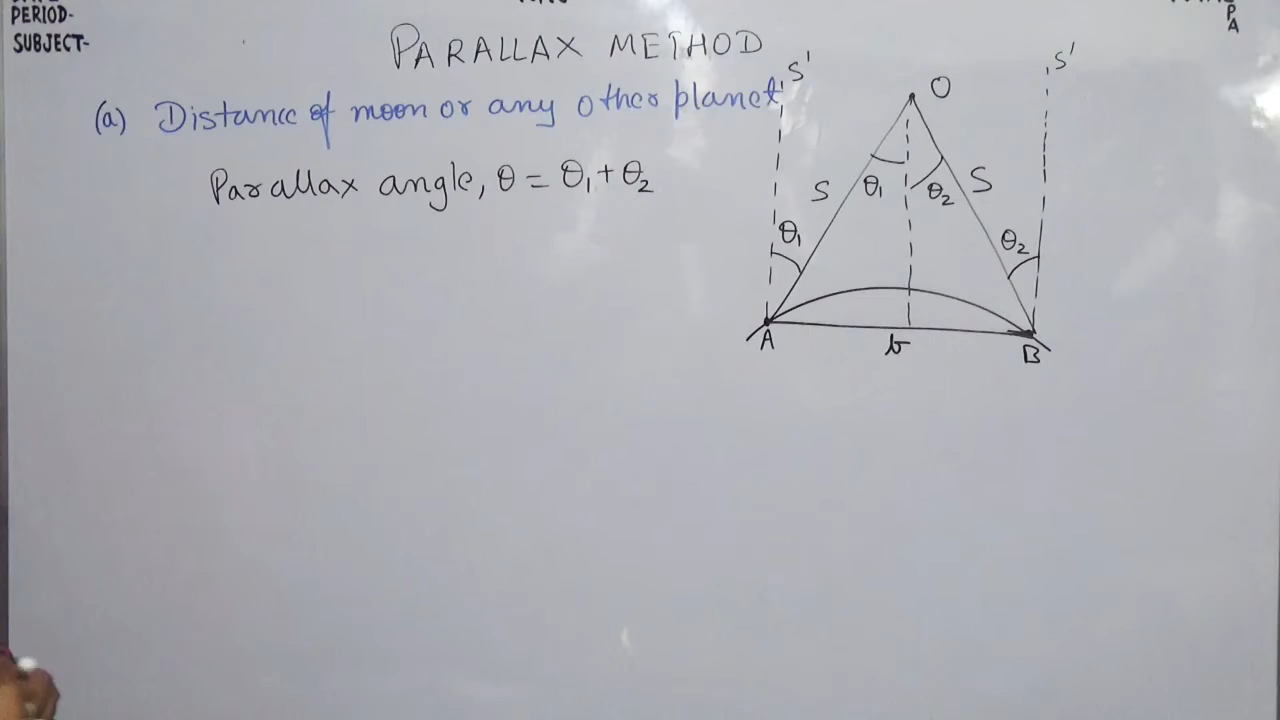 PERIOD-
SUBJECT-
P
A
PARALLAX METHOD
(a) Distance of moon or any other planet
Parallax angle, θ = θ₁ + θ₂
S'
S'
O
θ₁
θ₂
S
S
θ₁
θ₂
A
b
B